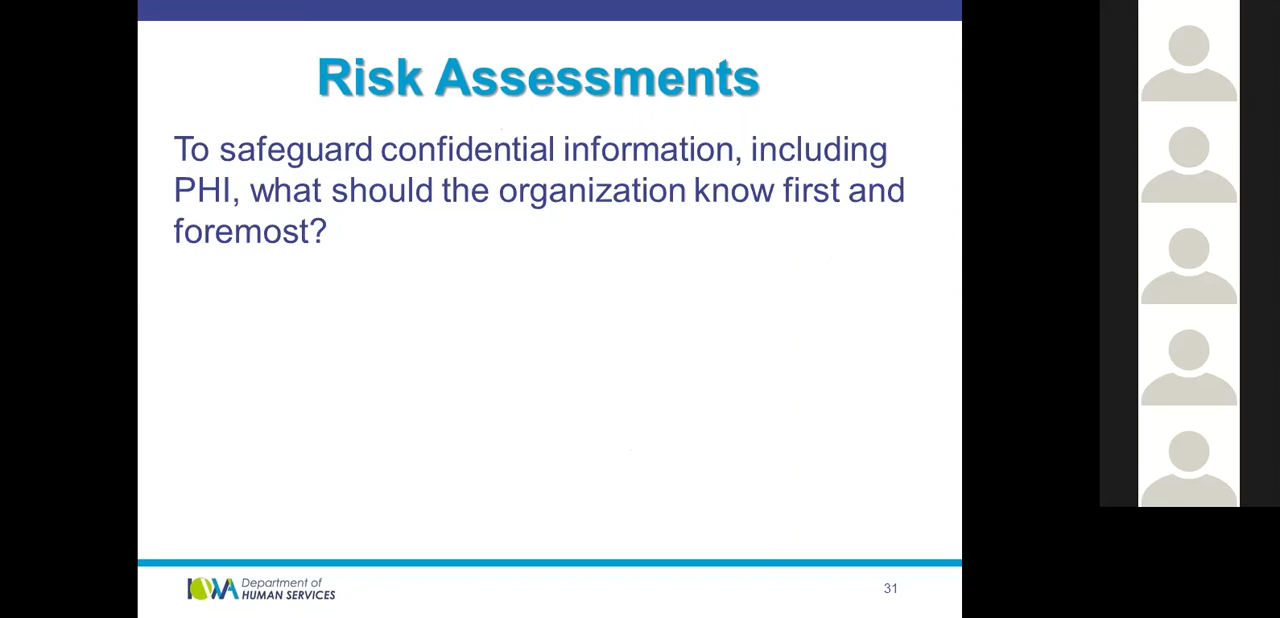 Risk Assessments
To safeguard confidential information, including
PHI, what should the organization know first and
foremost?
IOWA Department of
HUMAN SERVICES
31